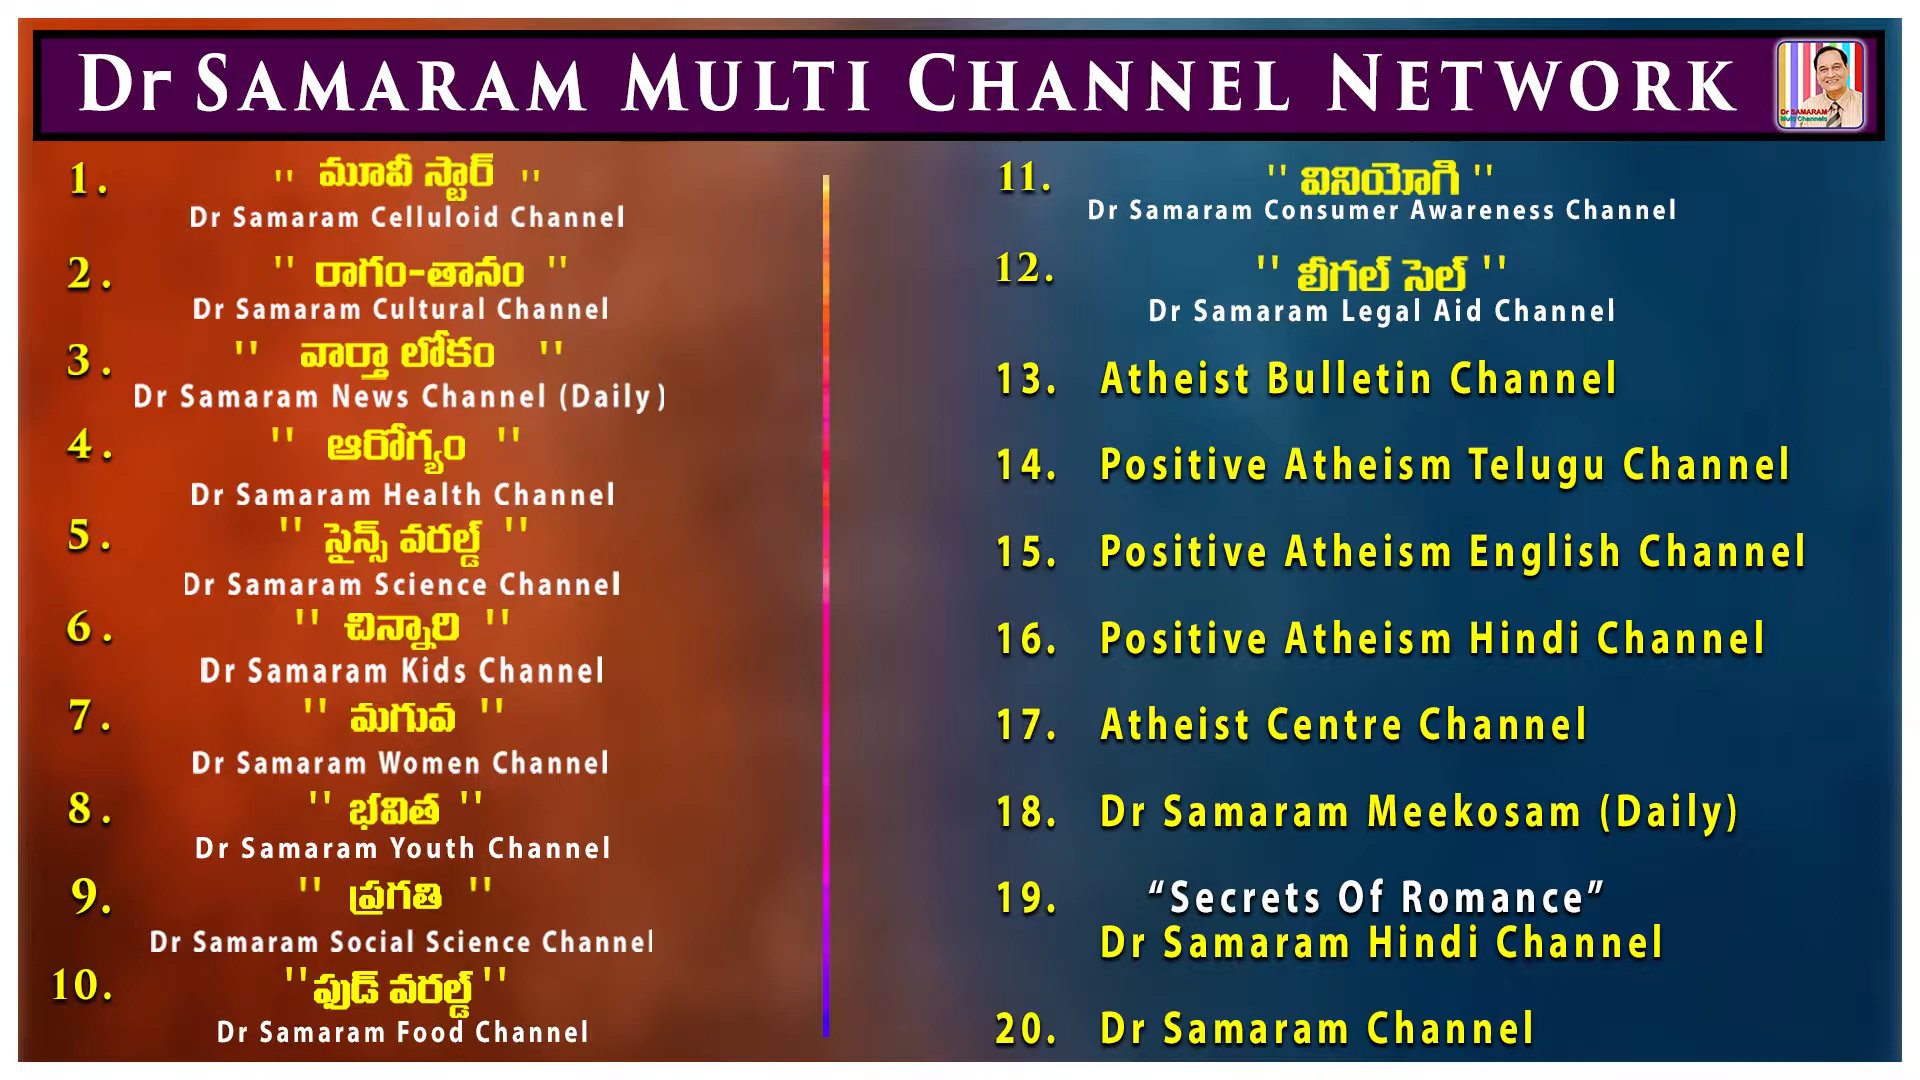 Dr SAMARAM MULTI CHANNEL NETWORK
Dr SAMARAM
Multi Channels
1. '' మూవీ స్టార్ ''
Dr Samaram Celluloid Channel
2. '' రాగం-తానం ''
Dr Samaram Cultural Channel
3. '' వార్తా లోకం ''
Dr Samaram News Channel (Daily)
4. '' ఆరోగ్యం ''
Dr Samaram Health Channel
5. '' సైన్స్ వరల్డ్ ''
Dr Samaram Science Channel
6. '' చిన్నారి ''
Dr Samaram Kids Channel
7. '' మగువ ''
Dr Samaram Women Channel
8. '' భవిత ''
Dr Samaram Youth Channel
9. '' ప్రగతి ''
Dr Samaram Social Science Channel
10. ''ఫుడ్ వరల్డ్''
Dr Samaram Food Channel
11. '' వినియోగి ''
Dr Samaram Consumer Awareness Channel
12. '' లీగల్ సెల్ ''
Dr Samaram Legal Aid Channel
13. Atheist Bulletin Channel
14. Positive Atheism Telugu Channel
15. Positive Atheism English Channel
16. Positive Atheism Hindi Channel
17. Atheist Centre Channel
18. Dr Samaram Meekosam (Daily)
19. “Secrets Of Romance”
Dr Samaram Hindi Channel
20. Dr Samaram Channel